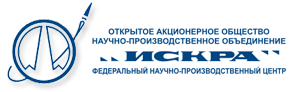 ОТКРЫТОЕ АКЦИОНЕРНОЕ ОБЩЕСТВО
НАУЧНО-ПРОИЗВОДСТВЕННОЕ ОБЪЕДИНЕНИЕ
"ИСКРА"
ФЕДЕРАЛЬНЫЙ НАУЧНО-ПРОИЗВОДСТВЕННЫЙ ЦЕНТР